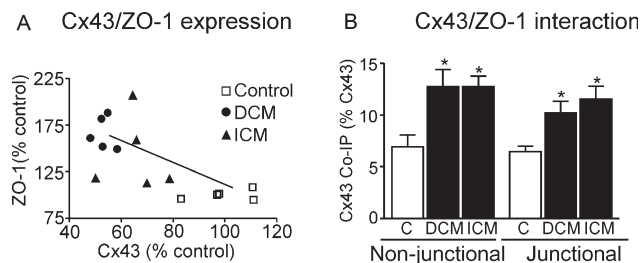 A Cx43/ZO-1 expression
225
175
125
75
ZO-1(% control)
□ Control
● DCM
▲ ICM
40 60 80 100 120
Cx43 (% control)
B Cx43/ZO-1 interaction
15
10
5
0
Cx43 Co-IP (% Cx43)
* * * *
C DCM ICM C DCM ICM
Non-junctional Junctional